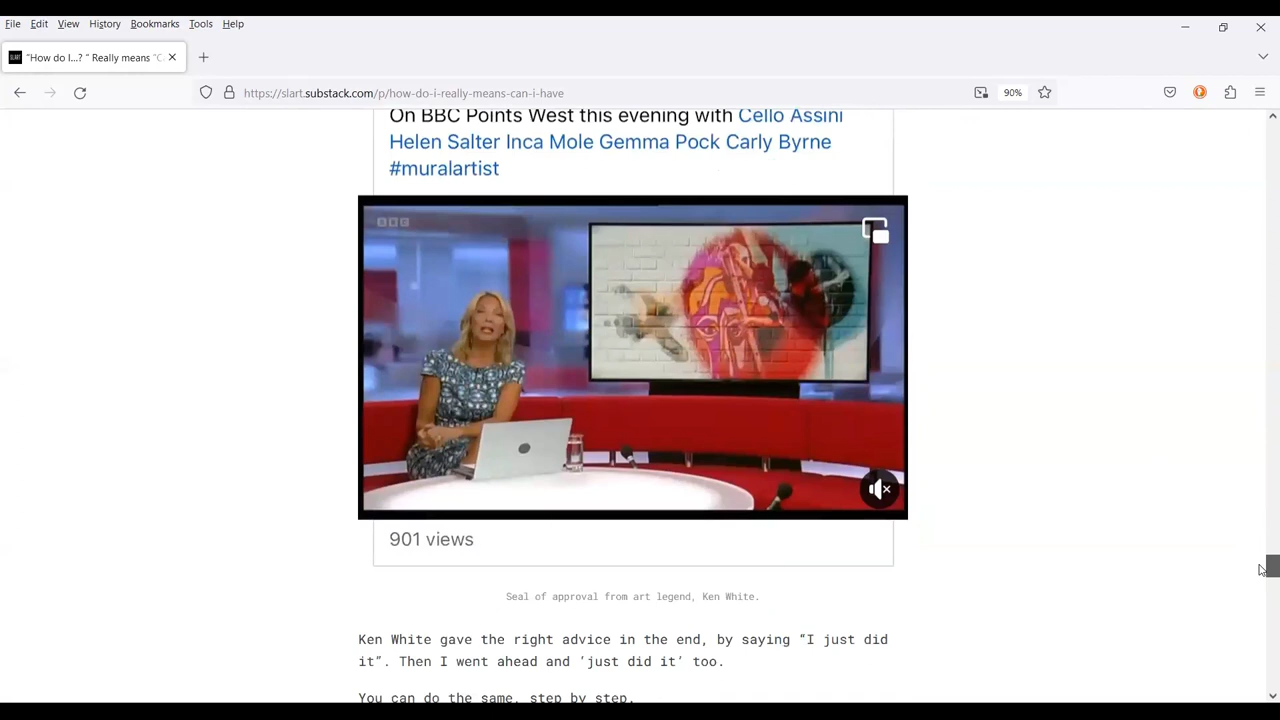 File Edit View History Bookmarks Tools Help
"How do I...? " Really means "C
https://slart.substack.com/p/how-do-i-really-means-can-i-have
90%
On BBC Points West this evening with Cello Assini
Helen Salter Inca Mole Gemma Pock Carly Byrne
#muralartist
BBC
901 views
Seal of approval from art legend, Ken White.
Ken White gave the right advice in the end, by saying “I just did
it”. Then I went ahead and ‘just did it’ too.
You can do the same, step by step.